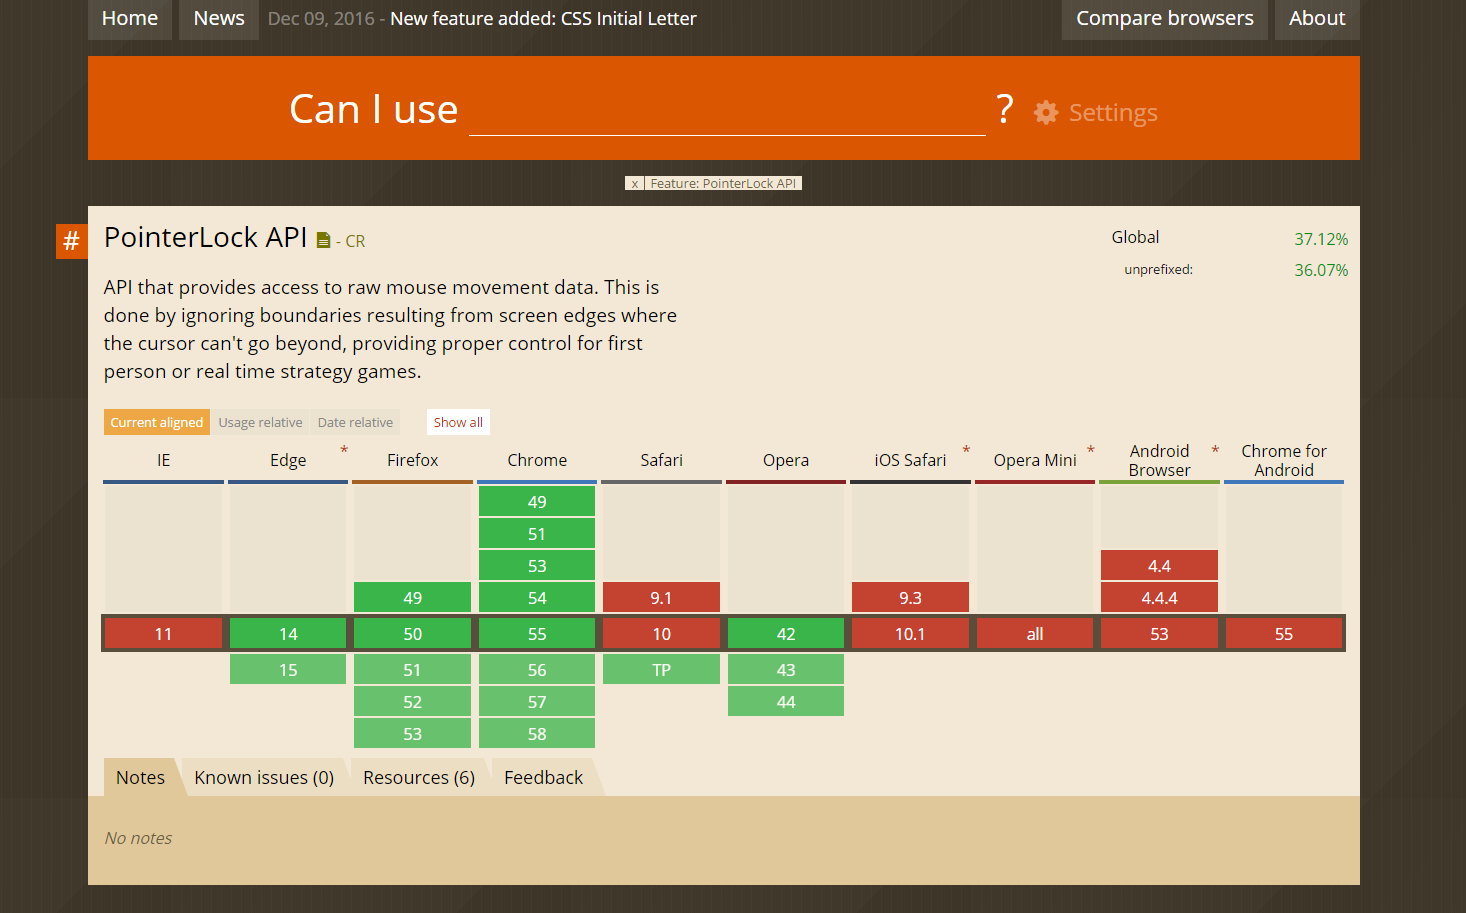 Home News Dec 09, 2016 - New feature added: CSS Initial Letter Compare browsers About
Can I use ? Settings
x Feature: PointerLock API
# PointerLock API - CR
Global 37.12%
unprefixed: 36.07%
API that provides access to raw mouse movement data. This is
done by ignoring boundaries resulting from screen edges where
the cursor can't go beyond, providing proper control for first
person or real time strategy games.
Current aligned Usage relative Date relative Show all
IE Edge * Firefox Chrome Safari Opera iOS Safari * Opera Mini * Android Browser * Chrome for Android
49
51
53 4.4
49 54 9.1 9.3 4.4.4
11 14 50 55 10 42 10.1 all 53 55
15 51 56 TP 43
52 57 44
53 58
Notes Known issues (0) Resources (6) Feedback
No notes